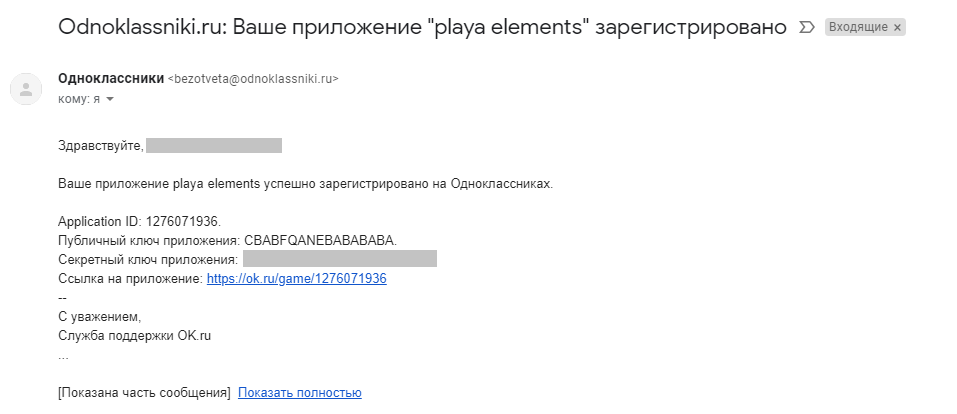 Odnoklassniki.ru: Ваше приложение "playa elements" зарегистрировано Входящие x
Одноклассники <bezotveta@odnoklassniki.ru>
кому: я
Здравствуйте,
Ваше приложение playa elements успешно зарегистрировано на Одноклассниках.
Application ID: 1276071936.
Публичный ключ приложения: CBABFQANEBABABABA.
Секретный ключ приложения:
Ссылка на приложение: https://ok.ru/game/1276071936
--
С уважением,
Служба поддержки OK.ru
...
[Показана часть сообщения] Показать полностью